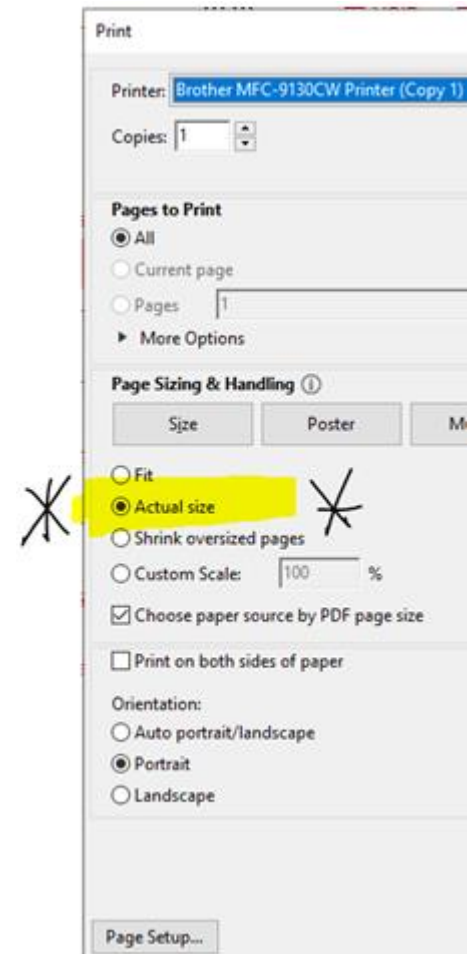 Print
Printer: Brother MFC-9130CW Printer (Copy 1)
Copies: 1
Pages to Print
All
Current page
Pages 1
More Options
Page Sizing & Handling
Size Poster
Fit
Actual size
Shrink oversized pages
Custom Scale: 100 %
Choose paper source by PDF page size
Print on both sides of paper
Orientation:
Auto portrait/landscape
Portrait
Landscape
Page Setup...